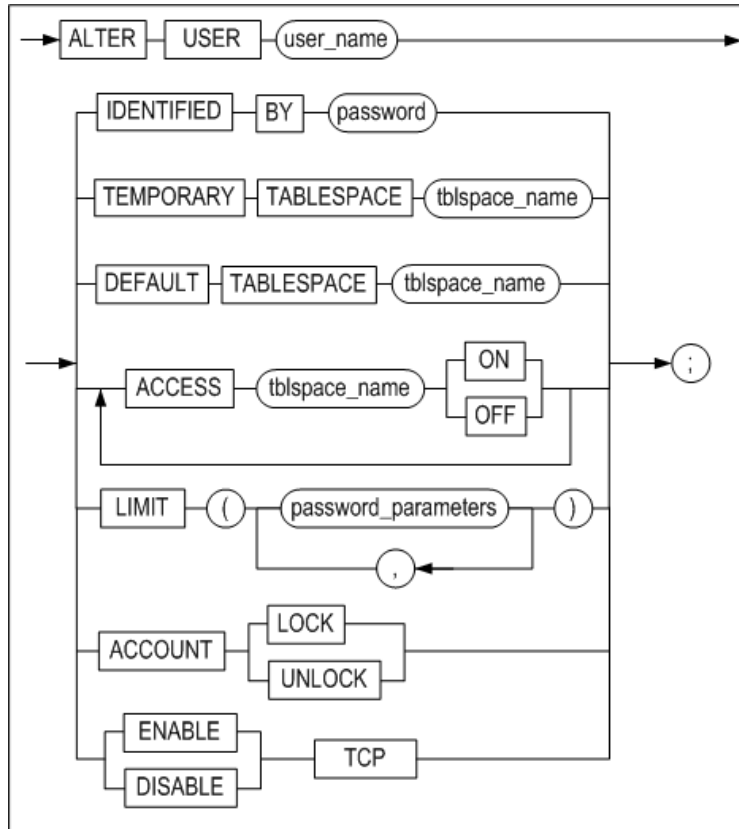 ALTER USER user_name
IDENTIFIED BY password
TEMPORARY TABLESPACE tblspace_name
DEFAULT TABLESPACE tblspace_name
ACCESS tblspace_name ON
OFF
;
LIMIT ( password_parameters )
,
ACCOUNT LOCK
UNLOCK
ENABLE
DISABLE
TCP